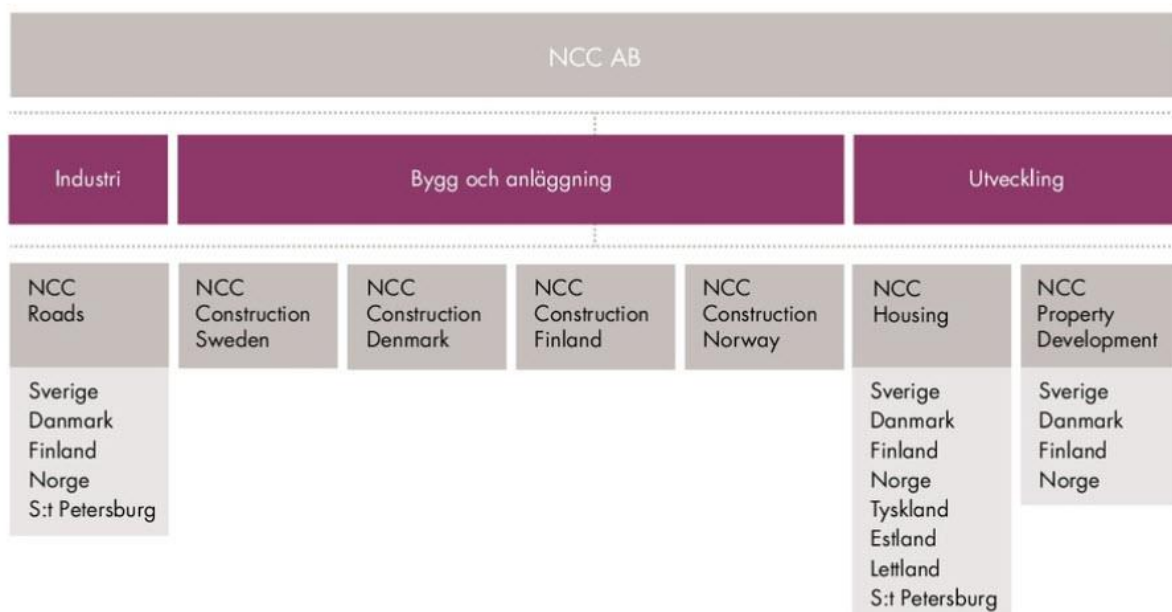 NCC AB
Industri
Bygg och anläggning
Utveckling
NCC
Roads
Sverige
Danmark
Finland
Norge
S:t Petersburg
NCC
Construction
Sweden
NCC
Construction
Denmark
NCC
Construction
Finland
NCC
Construction
Norway
NCC
Housing
Sverige
Danmark
Finland
Norge
Tyskland
Estland
Lettland
S:t Petersburg
NCC
Property
Development
Sverige
Danmark
Finland
Norge